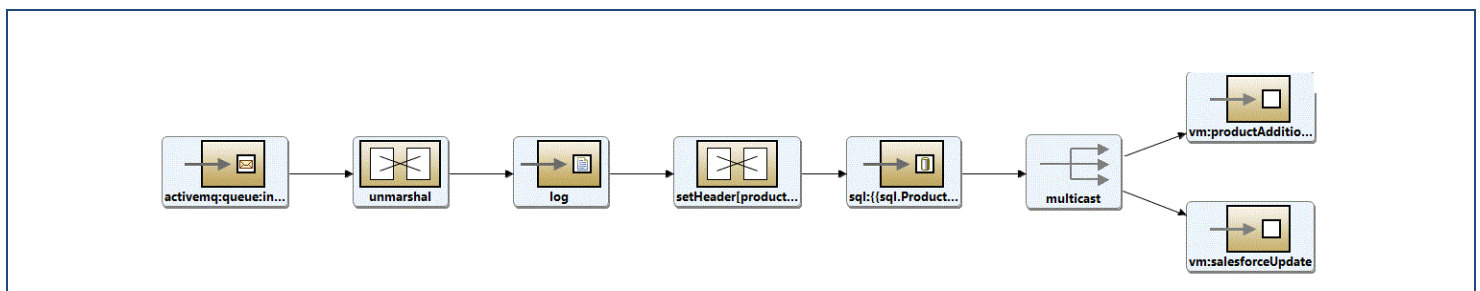 activemq:queue:in...
unmarshal
log
setHeader[product...
sql:{{sql.Product...
multicast
vm:productAdditio...
vm:salesforceUpdate